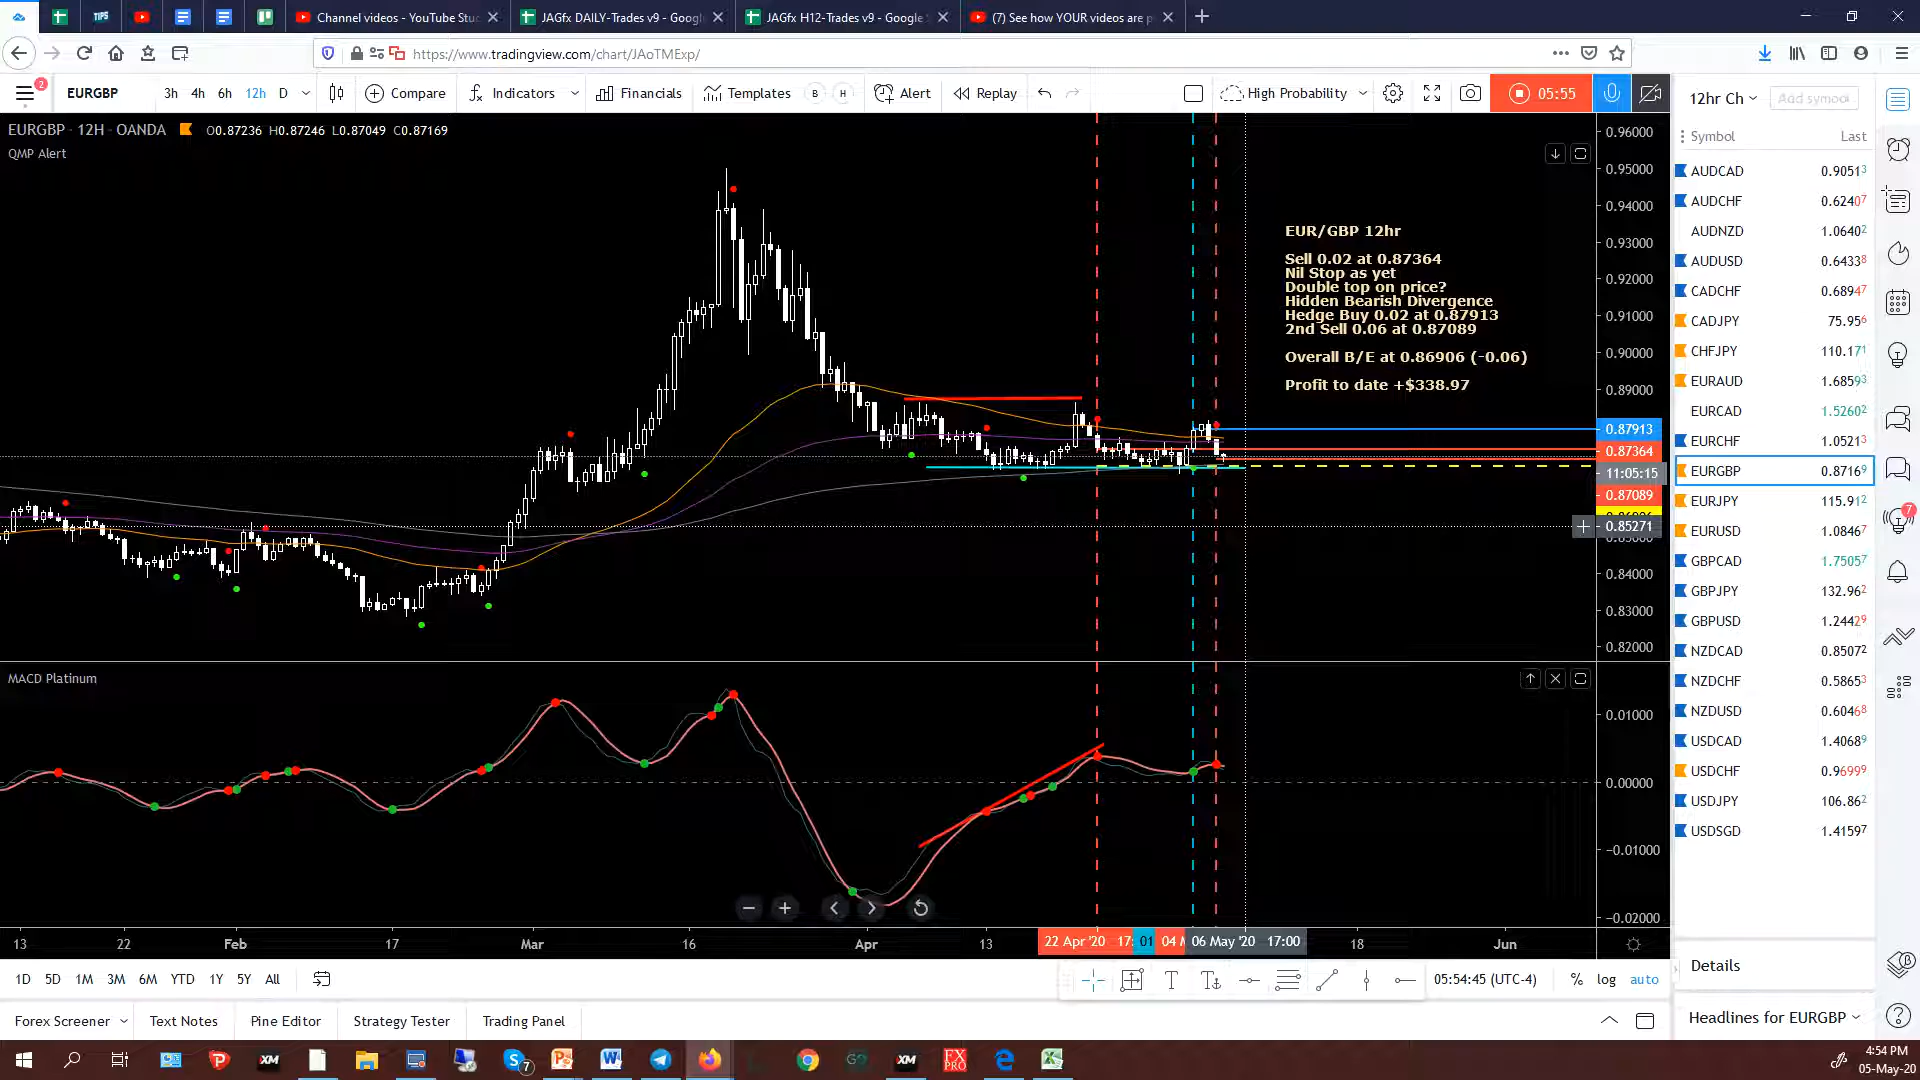 Channel videos - YouTube Stu
JAGfx DAILY-Trades v9 - Googl
JAGfx H12-Trades v9 - Google
(7) See how YOUR videos are p
TIPS
https://www.tradingview.com/chart/JAoTMExp/
2
EURGBP
3h
4h
6h
12h
D
Compare
Indicators
Financials
Templates
B
H
Alert
Replay
High Probability
05:55
12hr Ch
Add symbol
EURGBP · 12H · OANDA
O0.87236 H0.87246 L0.87049 C0.87169
QMP Alert
Symbol
Last
AUDCAD 0.90513
AUDCHF 0.62407
AUDNZD 1.06402
AUDUSD 0.64338
CADCHF 0.68947
CADJPY 75.956
CHFJPY 110.171
EURAUD 1.68593
EURCAD 1.52602
EURCHF 1.05213
EURGBP 0.87169
EURJPY 115.912
EURUSD 1.08467
GBPCAD 1.75057
GBPJPY 132.962
GBPUSD 1.24429
NZDCAD 0.85072
NZDCHF 0.58653
NZDUSD 0.60468
USDCAD 1.40689
USDCHF 0.96999
USDJPY 106.862
USDSGD 1.41597
7
EUR/GBP 12hr
Sell 0.02 at 0.87364
Nil Stop as yet
Double top on price?
Hidden Bearish Divergence
Hedge Buy 0.02 at 0.87913
2nd Sell 0.06 at 0.87089
Overall B/E at 0.86906 (-0.06)
Profit to date +$338.97
0.96000
0.95000
0.94000
0.93000
0.92000
0.91000
0.90000
0.89000
0.87913
0.87364
11:05:15
0.87089
0.85271
0.84000
0.83000
0.82000
MACD Platinum
0.01000
0.00000
-0.01000
-0.02000
13
22
Feb
17
Mar
16
Apr
13
22 Apr '20 17:
01
04 M
06 May '20 17:00
18
Jun
1D
5D
1M
3M
6M
YTD
1Y
5Y
All
T
T
05:54:45 (UTC-4)
%
log
auto
Details
Forex Screener
Text Notes
Pine Editor
Strategy Tester
Trading Panel
Headlines for EURGBP
XM
7
XM
FX
PRO
4:54 PM
05-May-20